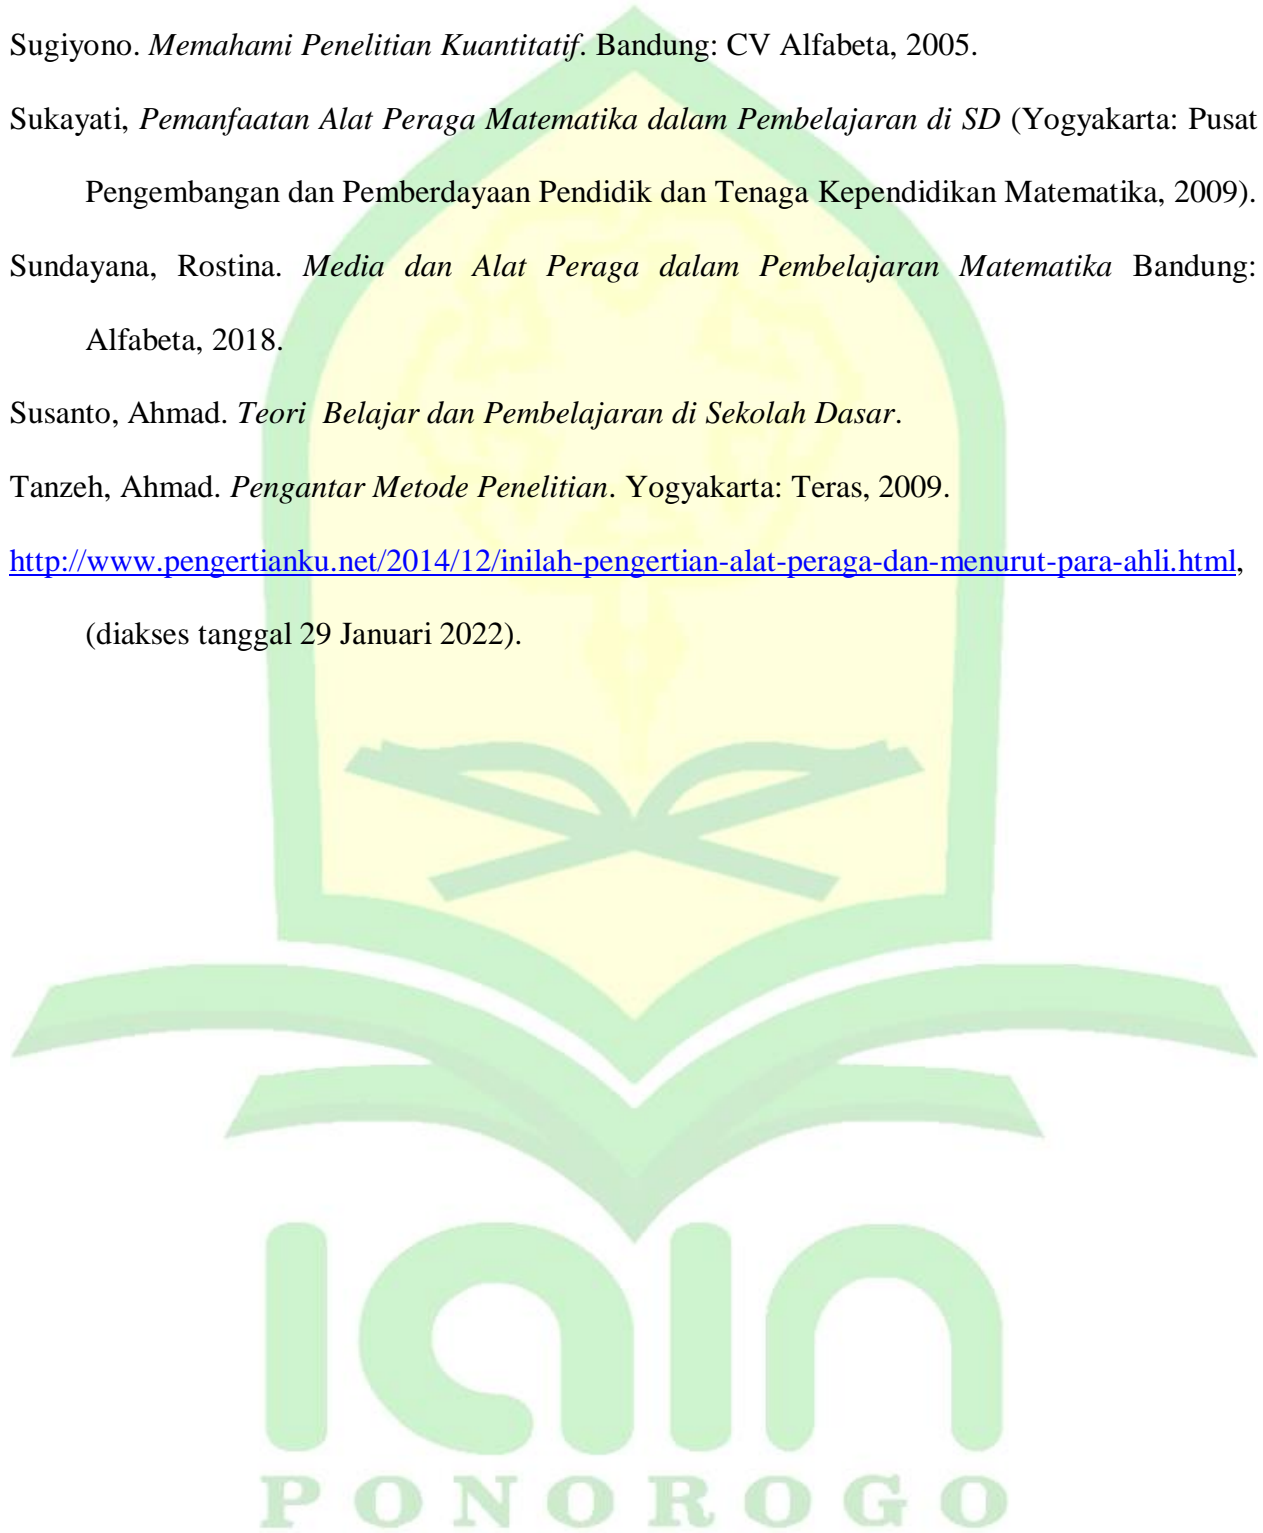 Sugiyono. Memahami Penelitian Kuantitatif. Bandung: CV Alfabeta, 2005.
Sukayati, Pemanfaatan Alat Peraga Matematika dalam Pembelajaran di SD (Yogyakarta: Pusat
Pengembangan dan Pemberdayaan Pendidik dan Tenaga Kependidikan Matematika, 2009).
Sundayana, Rostina. Media dan Alat Peraga dalam Pembelajaran Matematika Bandung:
Alfabeta, 2018.
Susanto, Ahmad. Teori  Belajar dan Pembelajaran di Sekolah Dasar.
Tanzeh, Ahmad. Pengantar Metode Penelitian. Yogyakarta: Teras, 2009.
http://www.pengertianku.net/2014/12/inilah-pengertian-alat-peraga-dan-menurut-para-ahli.html,
(diakses tanggal 29 Januari 2022).
iain
PONOROGO